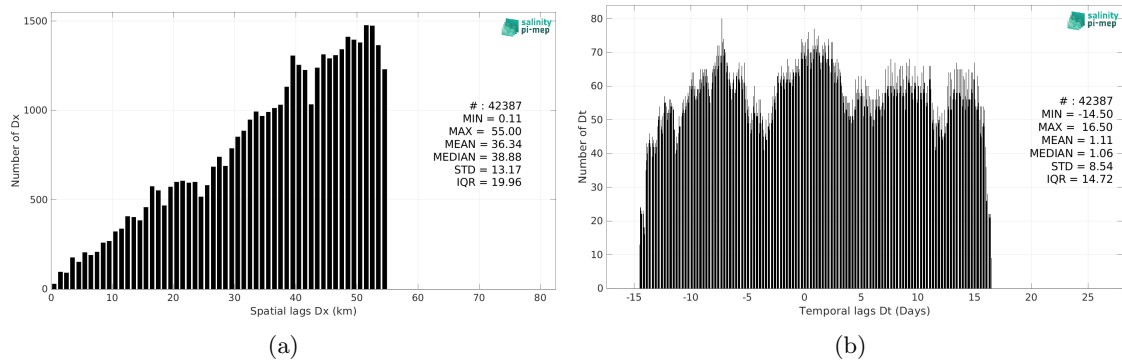 1500
1000
500
0
0
10
20
30
40
50
60
70
80
Number of Dx
Spatial lags Dx (km)
salinity
pi-mep
# : 42387
MIN = 0.11
MAX = 55.00
MEAN = 36.34
MEDIAN = 38.88
STD = 13.17
IQR = 19.96
(a)
80
70
60
50
40
30
20
10
0
-15
-10
-5
0
5
10
15
20
25
Number of Dt
Temporal lags Dt (Days)
salinity
pi-mep
# : 42387
MIN = -14.50
MAX = 16.50
MEAN = 1.11
MEDIAN = 1.06
STD = 8.54
IQR = 14.72
(b)